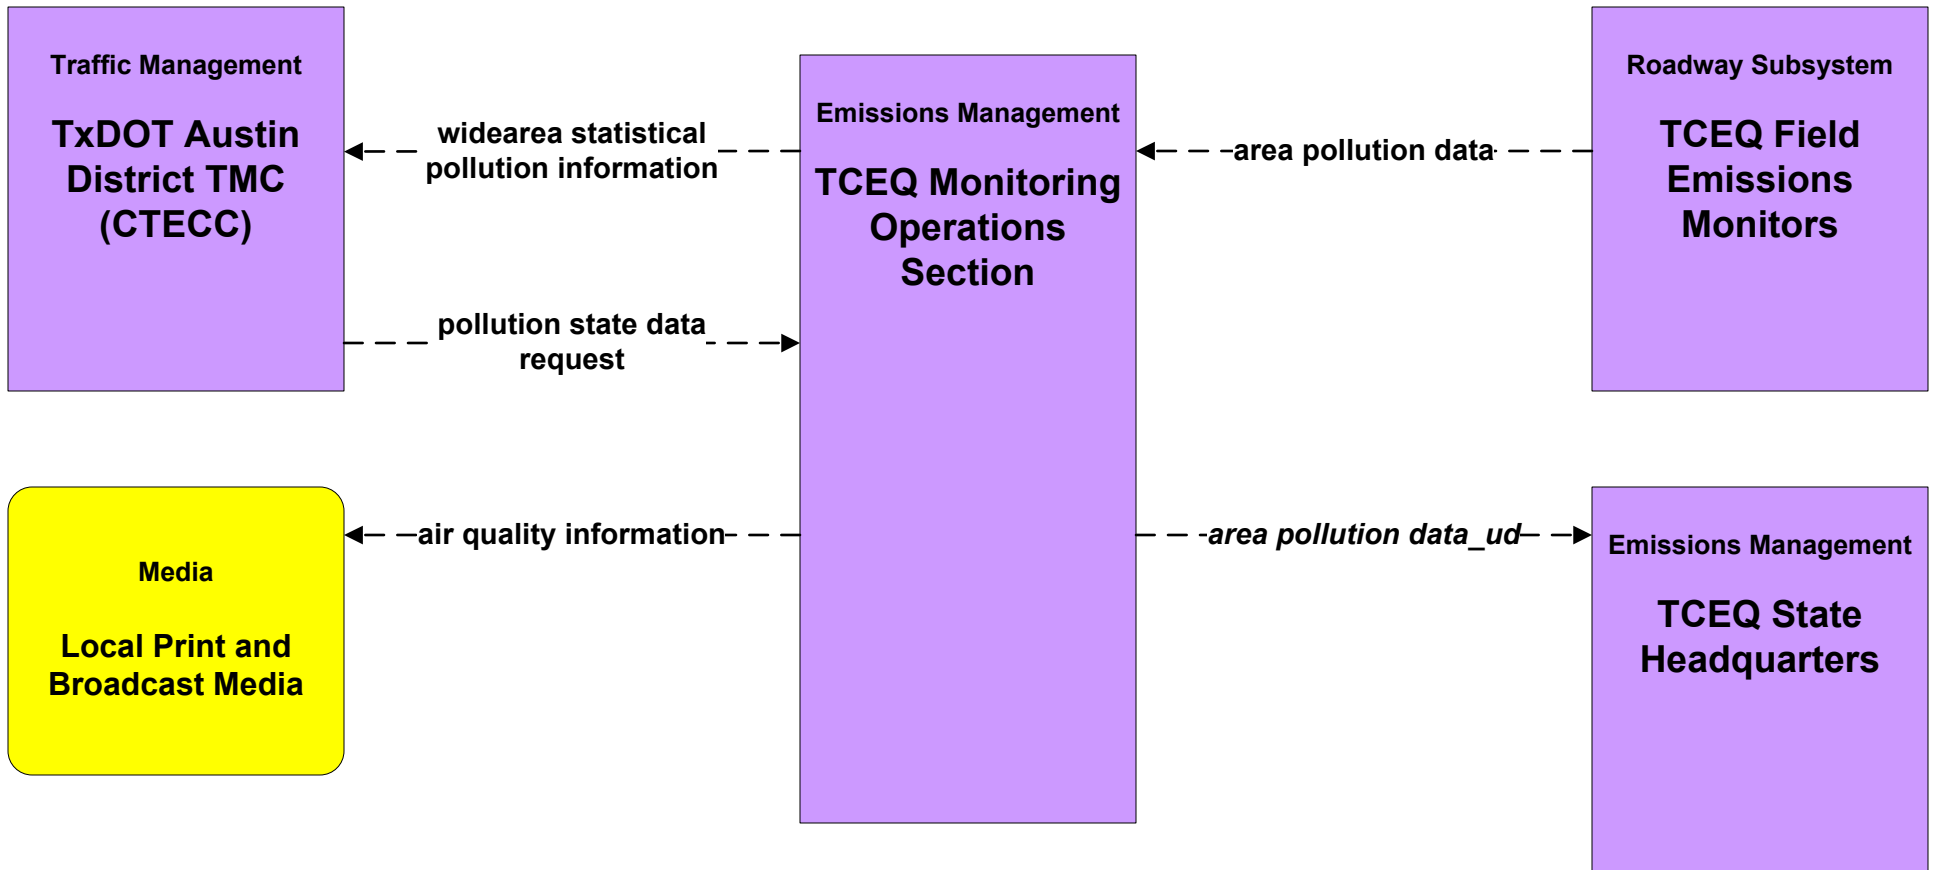 Traffic Management
TxDOT Austin
District TMC
(CTECC)
widearea statistical
pollution information
pollution state data
request
Emissions Management
TCEQ Monitoring
Operations
Section
area pollution data
Roadway Subsystem
TCEQ Field
Emissions
Monitors
Media
Local Print and
Broadcast Media
air quality information
area pollution data_ud
Emissions Management
TCEQ State
Headquarters